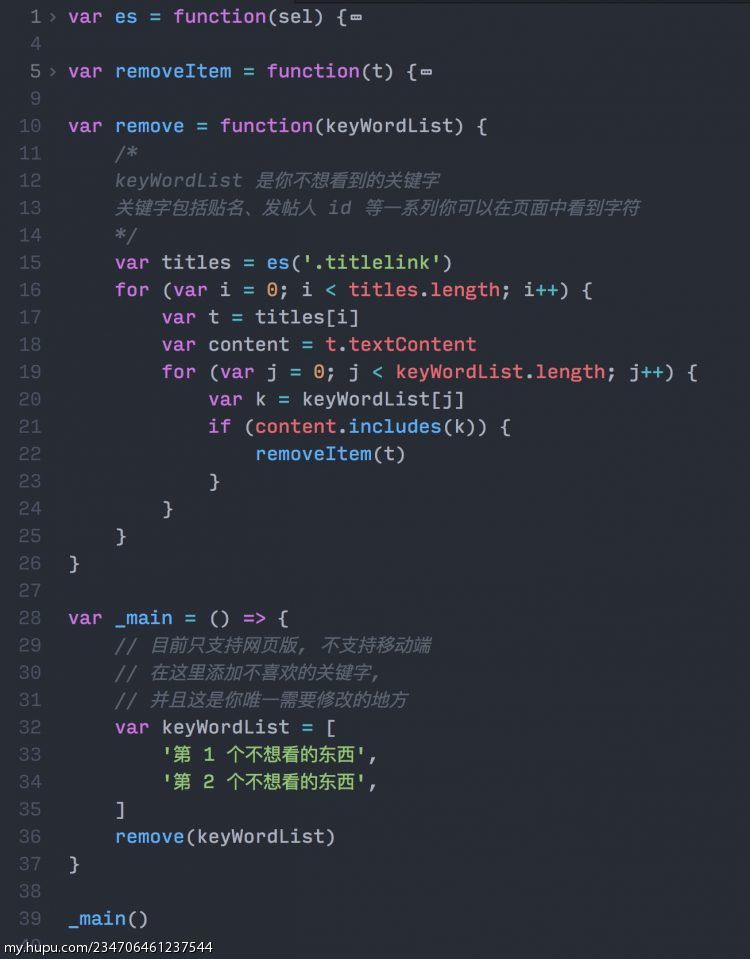 1 var es = function(sel) {
4
5 var removeItem = function(t) {
9
10 var remove = function(keyWordList) {
11     /*
12     keyWordList 是你不想看到的关键字
13     关键字包括贴名、发帖人 id 等一系列你可以在页面中看到字符
14     */
15     var titles = es('.titlelink')
16     for (var i = 0; i < titles.length; i++) {
17         var t = titles[i]
18         var content = t.textContent
19         for (var j = 0; j < keyWordList.length; j++) {
20             var k = keyWordList[j]
21             if (content.includes(k)) {
22                 removeItem(t)
23             }
24         }
25     }
26 }
27
28 var _main = () => {
29     // 目前只支持网页版, 不支持移动端
30     // 在这里添加不喜欢的关键字,
31     // 并且这是你唯一需要修改的地方
32     var keyWordList = [
33         '第 1 个不想看的东西',
34         '第 2 个不想看的东西',
35     ]
36     remove(keyWordList)
37 }
38
39 _main()
my.hupu.com/234706461237544